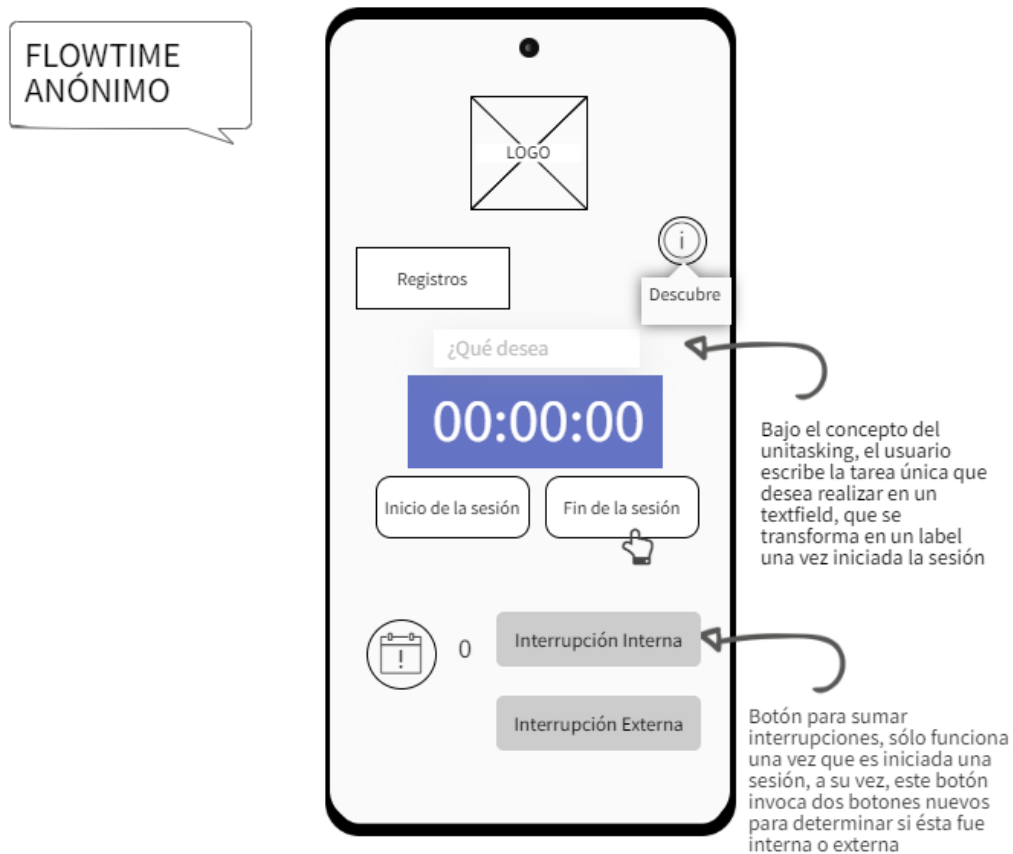 FLOWTIME
ANÓNIMO
LOGO
i
Registros
Descubre
¿Qué desea
00:00:00
Inicio de la sesión
Fin de la sesión
Bajo el concepto del
unitasking, el usuario
escribe la tarea única que
desea realizar en un
textfield, que se
transforma en un label
una vez iniciada la sesión
!
0
Interrupción Interna
Interrupción Externa
Botón para sumar
interrupciones, sólo funciona
una vez que es iniciada una
sesión, a su vez, este botón
invoca dos botones nuevos
para determinar si ésta fue
interna o externa